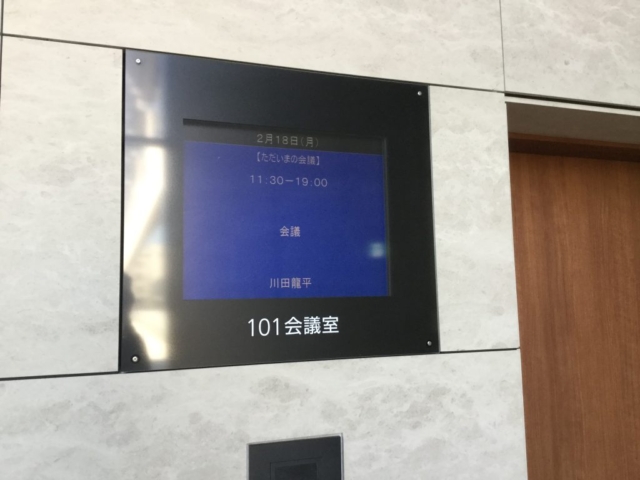 2月18日(月)
【ただいまの会議】
11:30－19:00
会議
川田龍平
101会議室